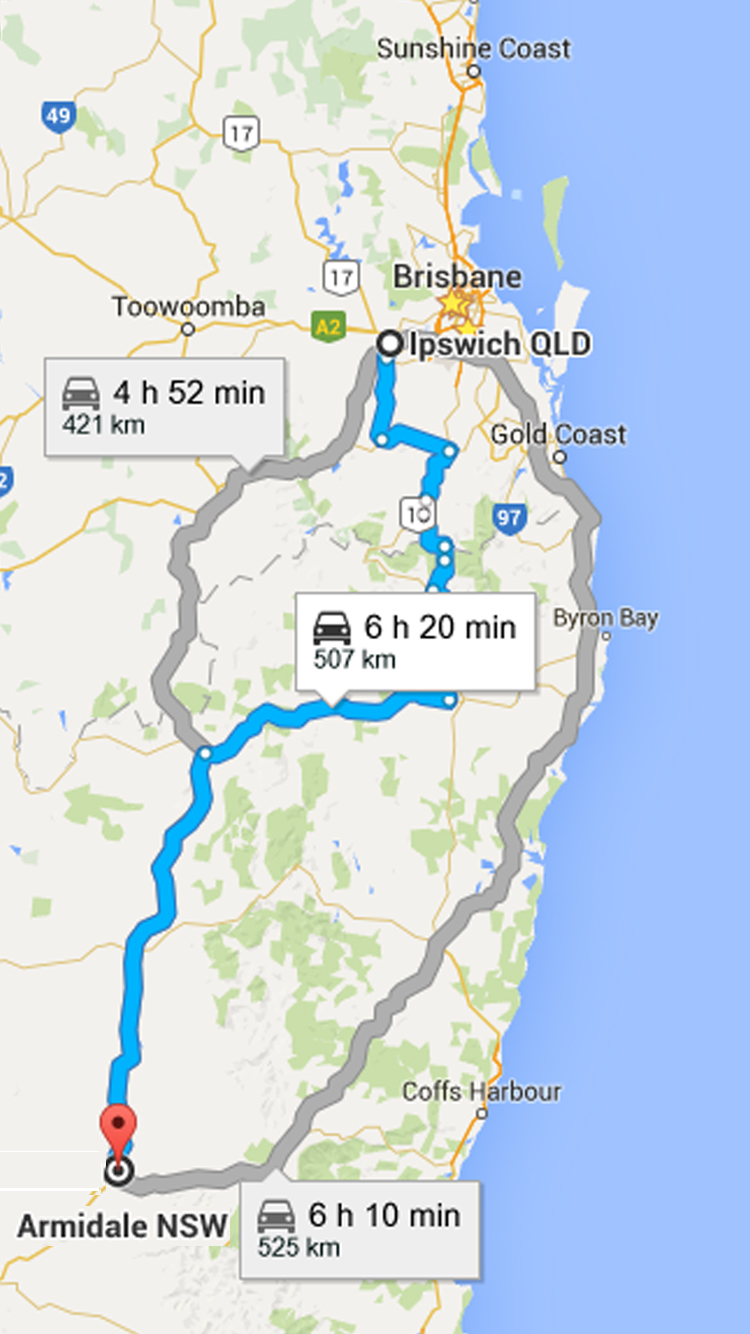 Sunshine Coast
49
17
17
Brisbane
Toowoomba
A2
Ipswich QLD
4 h 52 min
421 km
Gold Coast
2
97
6 h 20 min
507 km
Byron Bay
Coffs Harbour
6 h 10 min
525 km
Armidale NSW